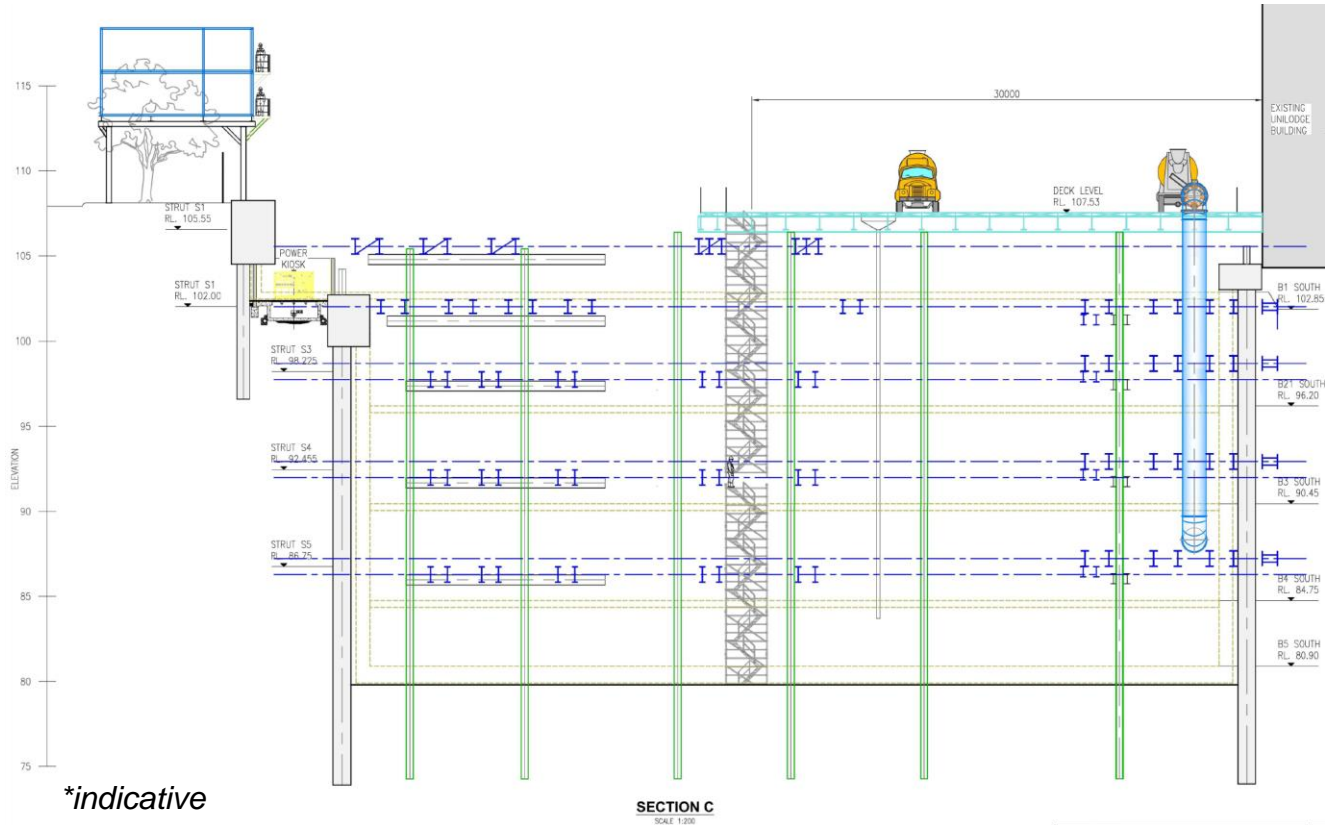 115
110
105
100
95
90
85
80
75
ELEVATION
30000
EXISTING
UNILODGE
BUILDING
DECK LEVEL
RL. 107.53
STRUT S1
RL. 105.55
POWER
KIOSK
STRUT S1
RL. 102.00
STRUT S3
RL. 98.225
STRUT S4
RL. 92.455
STRUT S5
RL. 86.75
B1 SOUTH
RL. 102.85
B21 SOUTH
RL. 96.20
B3 SOUTH
RL. 90.45
B4 SOUTH
RL. 84.75
B5 SOUTH
RL. 80.90
*indicative
SECTION C
SCALE 1:200